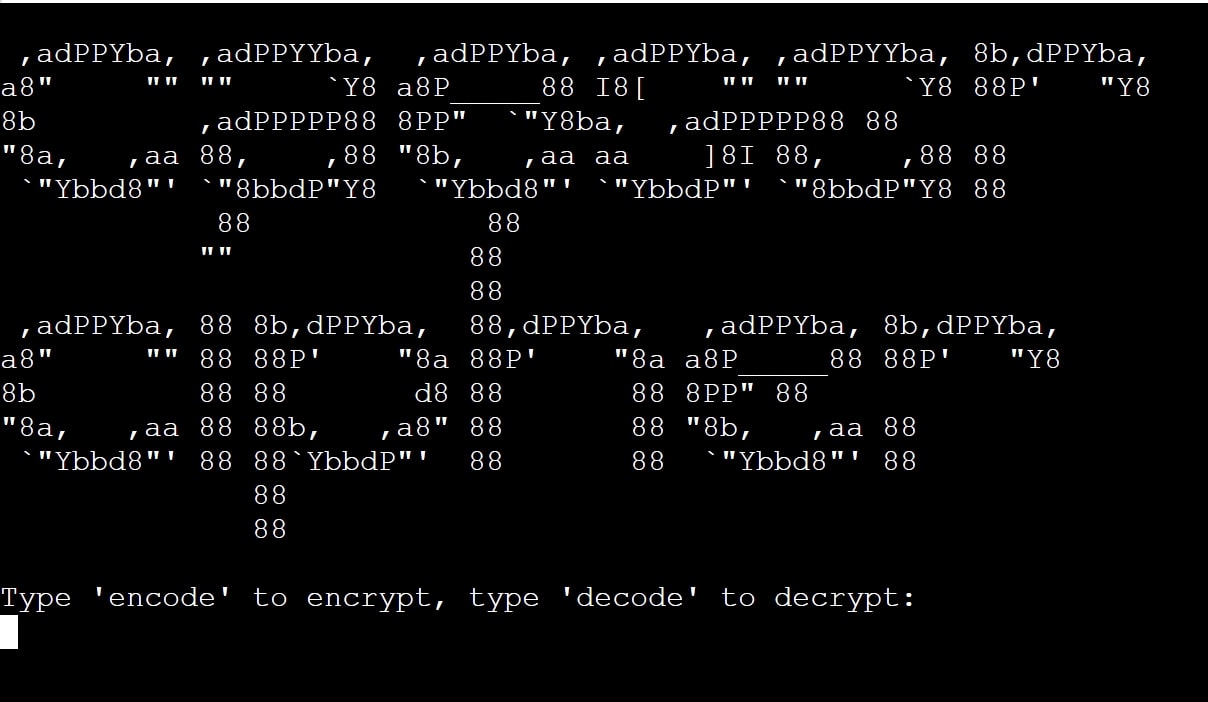 ,adPPYba, ,adPPYYba,  ,adPPYba, ,adPPYba, ,adPPYYba, 8b,dPPYba,
a8"     "" ""     `Y8 a8P_____88 I8[    "" ""     `Y8 88P'   "Y8
8b         ,adPPPPP88 8PP"  `"Y8ba,  ,adPPPPP88 88
"8a,   ,aa 88,    ,88 "8b,   ,aa aa    ]8I 88,    ,88 88
 `"Ybbd8"' `"8bbdP"Y8  `"Ybbd8"' `"YbbdP"' `"8bbdP"Y8 88
            88             88
           ""             88
                          88
 ,adPPYba, 88 8b,dPPYba,  88,dPPYba,   ,adPPYba, 8b,dPPYba,
a8"     "" 88 88P'    "8a 88P'    "8a a8P_____88 88P'   "Y8
8b         88 88       d8 88       88 8PP" 88
"8a,   ,aa 88 88b,   ,a8" 88       88 "8b,   ,aa 88
 `"Ybbd8"' 88 88`YbbdP"'  88       88  `"Ybbd8"' 88
              88
              88
Type 'encode' to encrypt, type 'decode' to decrypt: